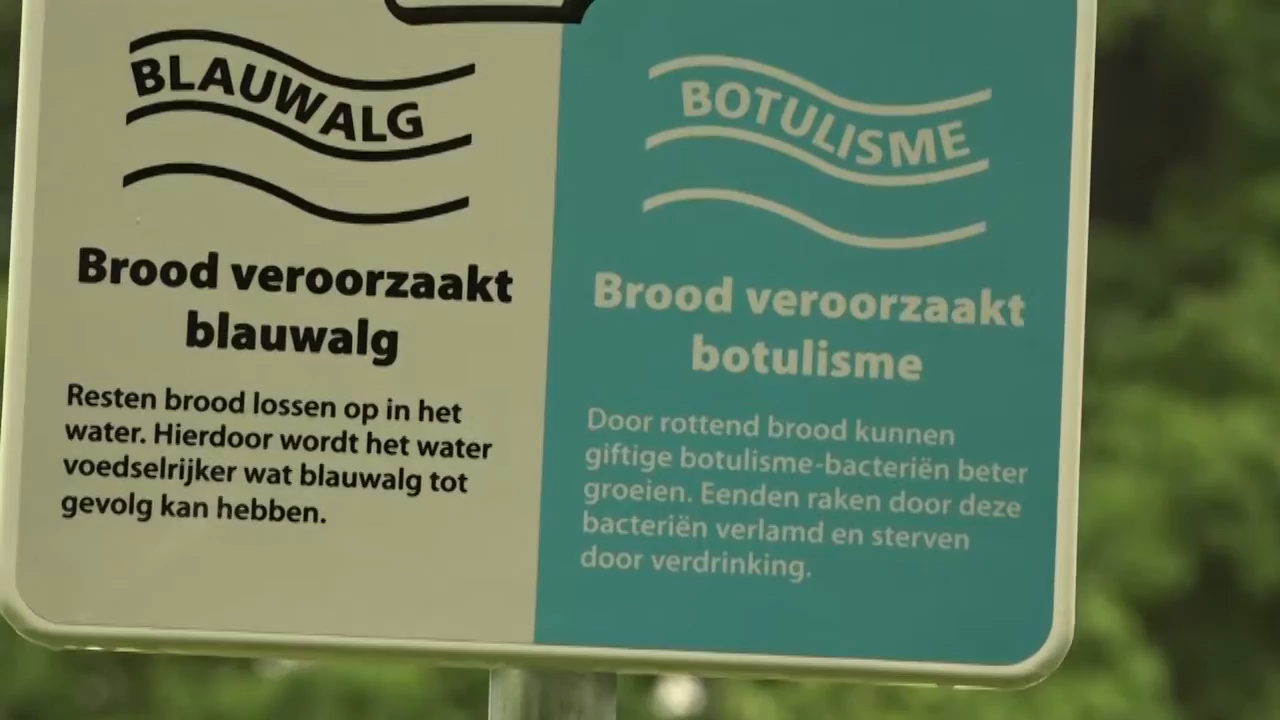 BLAUWALG
Brood veroorzaakt
blauwalg
Resten brood lossen op in het
water. Hierdoor wordt het water
voedselrijker wat blauwalg tot
gevolg kan hebben.
BOTULISME
Brood veroorzaakt
botulisme
Door rottend brood kunnen
giftige botulisme-bacteriën beter
groeien. Eenden raken door deze
bacteriën verlamd en sterven
door verdrinking.